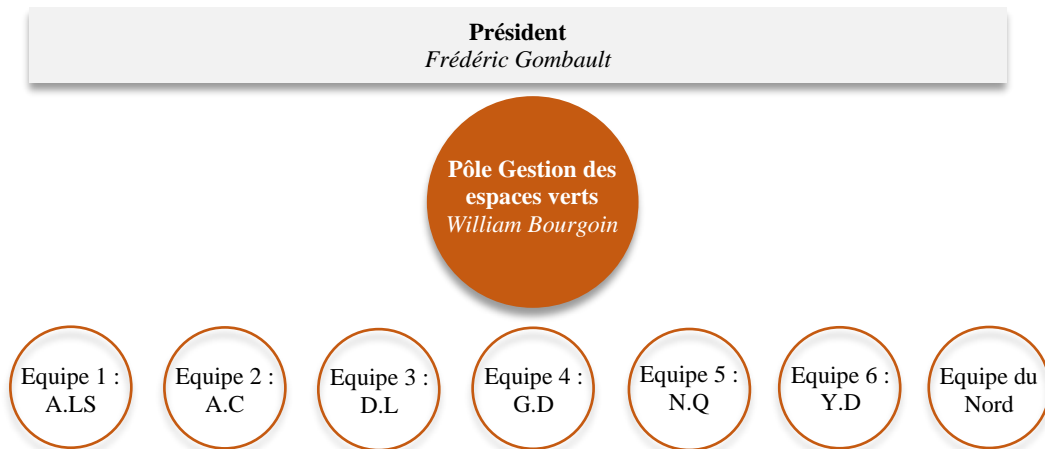 Président
Frédéric Gombault
Pôle Gestion des
espaces verts
William Bourgoin
Equipe 1 :
A.LS
Equipe 2 :
A.C
Equipe 3 :
D.L
Equipe 4 :
G.D
Equipe 5 :
N.Q
Equipe 6 :
Y.D
Equipe du
Nord